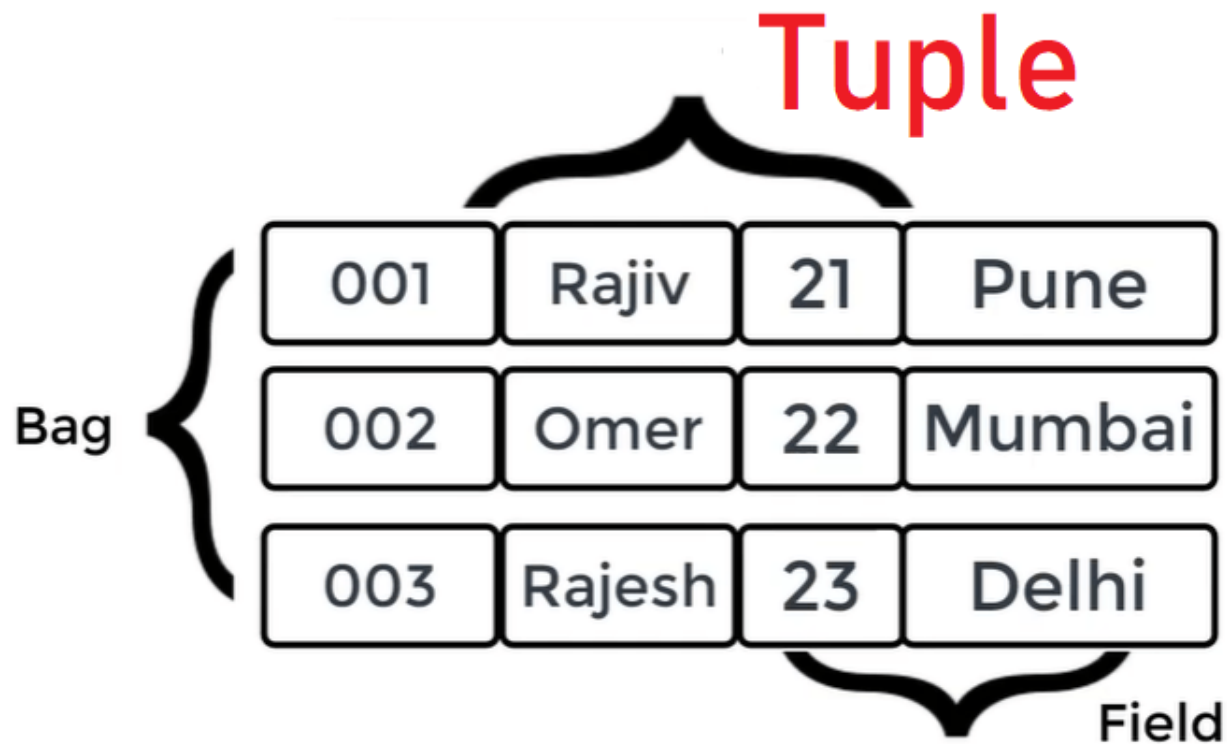 Tuple
001 Rajiv 21 Pune
Bag
002 Omer 22 Mumbai
003 Rajesh 23 Delhi
Field